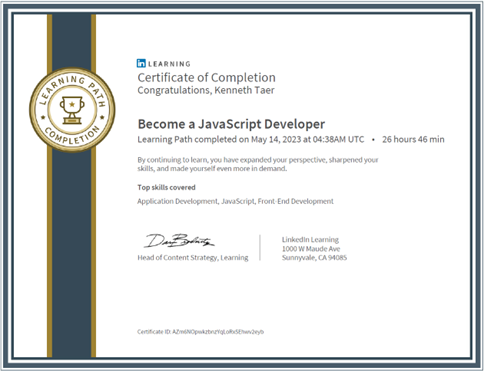 LEARNING PATH
COMPLETION
in LEARNING
Certificate of Completion
Congratulations, Kenneth Taer
Become a JavaScript Developer
Learning Path completed on May 14, 2023 at 04:38AM UTC • 26 hours 46 min
By continuing to learn, you have expanded your perspective, sharpened your
skills, and made yourself even more in demand.
Top skills covered
Application Development, JavaScript, Front-End Development
Head of Content Strategy, Learning
LinkedIn Learning
1000 W Maude Ave
Sunnyvale, CA 94085
Certificate ID: